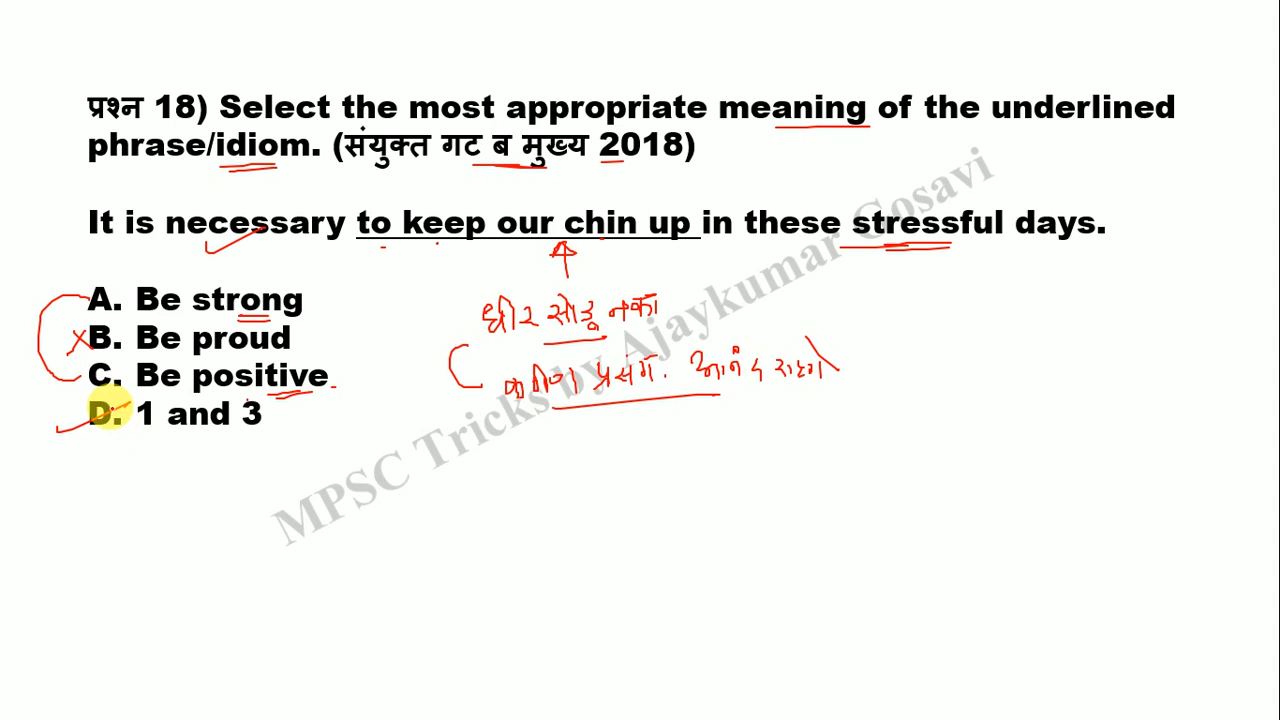 प्रश्न 18) Select the most appropriate meaning of the underlined
phrase/idiom. (संयुक्त गट ब मुख्य 2018)
It is necessary to keep our chin up in these stressful days.
A. Be strong
धीर सोडू नका
B. Be proud
C. Be positive
कठीण प्रसंग. आनंद राहणे
D. 1 and 3
MPSC Tricks by Ajaykumar Gosavi